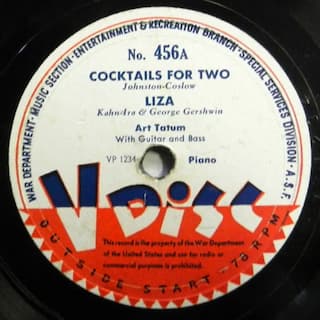 WAR DEPARTMENT - MUSIC SECTION - ENTERTAINMENT & RECREATION BRANCH - SPECIAL SERVICES DIVISION - A.S.F.
No. 456A
COCKTAILS FOR TWO
Johnston-Coslow
LIZA
Kahn-Ira & George Gershwin
Art Tatum
With Guitar and Bass
VP 1234 Piano
V DISC
This record is the property of the War Department
of the United States and use for radio or
commercial purposes is prohibited.
OUTSIDE START - 78 RPM